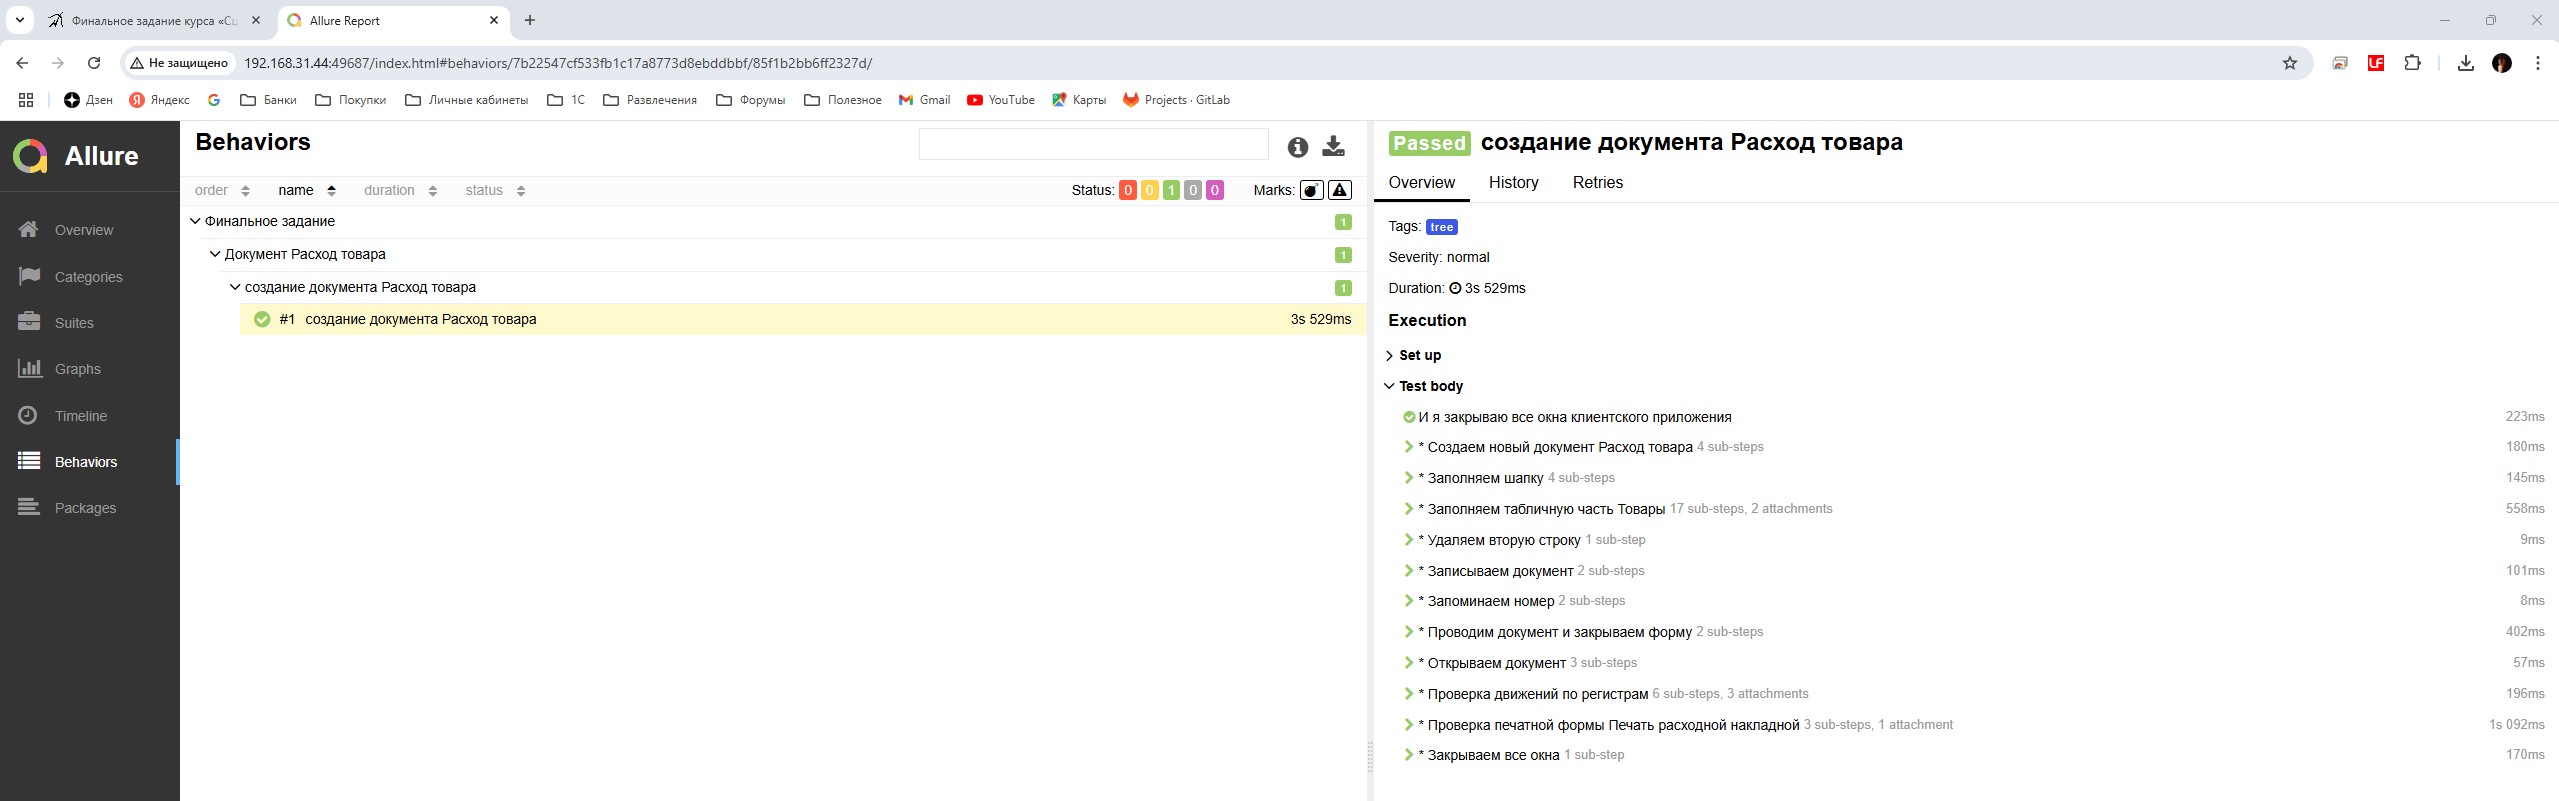 Финальное задание курса «Сц
Allure Report
Не защищено
192.168.31.44:49687/index.html#behaviors/7b22547cf533fb1c17a8773d8ebddbbf/85f1b2bb6ff2327d/
LF
Дзен
Я Яндекс
G
Банки
Покупки
Личные кабинеты
1С
Развлечения
Форумы
Полезное
Gmail
YouTube
Карты
Projects · GitLab
Allure
Overview
Categories
Suites
Graphs
Timeline
Behaviors
Packages
Behaviors
order name duration status
Status: 0 0 1 0 0 Marks:
Финальное задание 1
Документ Расход товара 1
создание документа Расход товара 1
#1 создание документа Расход товара 3s 529ms
Passed создание документа Расход товара
Overview History Retries
Tags: tree
Severity: normal
Duration: 3s 529ms
Execution
Set up
Test body
И я закрываю все окна клиентского приложения 223ms
* Создаем новый документ Расход товара 4 sub-steps 180ms
* Заполняем шапку 4 sub-steps 145ms
* Заполняем табличную часть Товары 17 sub-steps, 2 attachments 558ms
* Удаляем вторую строку 1 sub-step 9ms
* Записываем документ 2 sub-steps 101ms
* Запоминаем номер 2 sub-steps 8ms
* Проводим документ и закрываем форму 2 sub-steps 402ms
* Открываем документ 3 sub-steps 57ms
* Проверка движений по регистрам 6 sub-steps, 3 attachments 196ms
* Проверка печатной формы Печать расходной накладной 3 sub-steps, 1 attachment 1s 092ms
* Закрываем все окна 1 sub-step 170ms